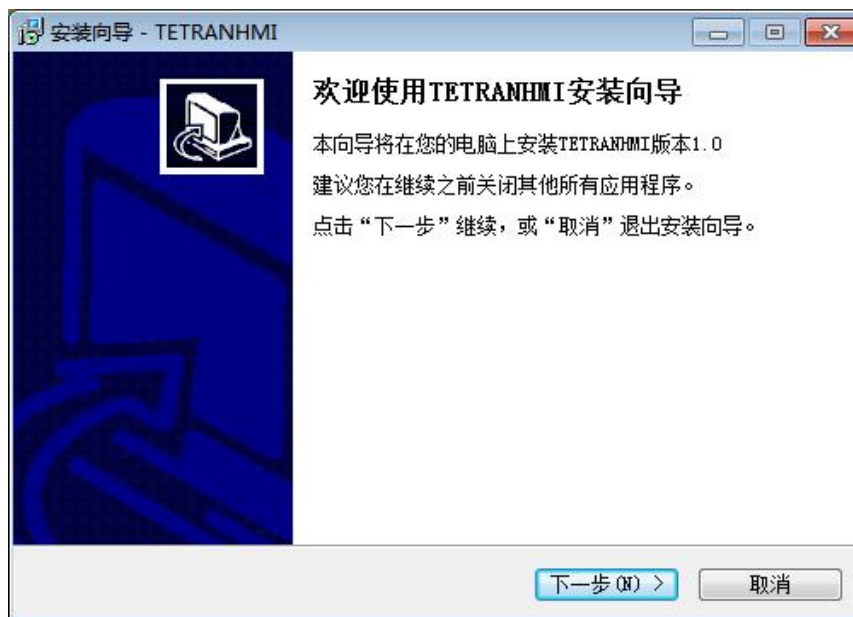 安装向导 - TETRANHMI
欢迎使用TETRANHMI安装向导
本向导将在您的电脑上安装TETRANHMI版本1.0
建议您在继续之前关闭其他所有应用程序。
点击“下一步”继续，或“取消”退出安装向导。
下一步(N) >
取消